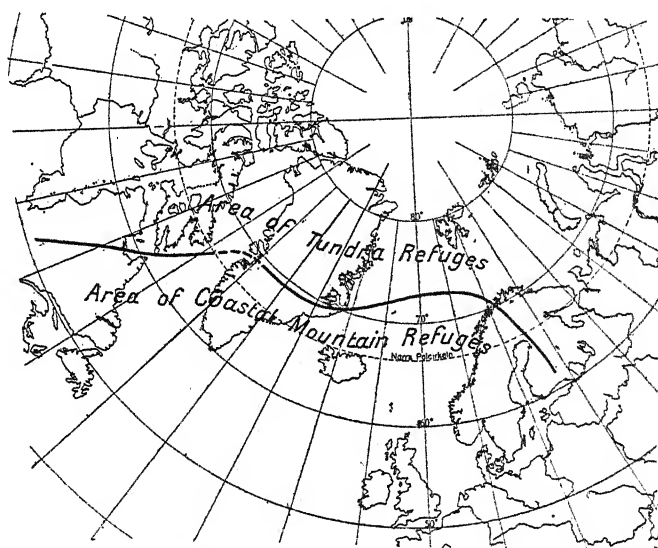 Area of Tundra Refuges
80°
Area of Coastal Mountain Refuges
70°
Norra Polcirkeln
60°
50°